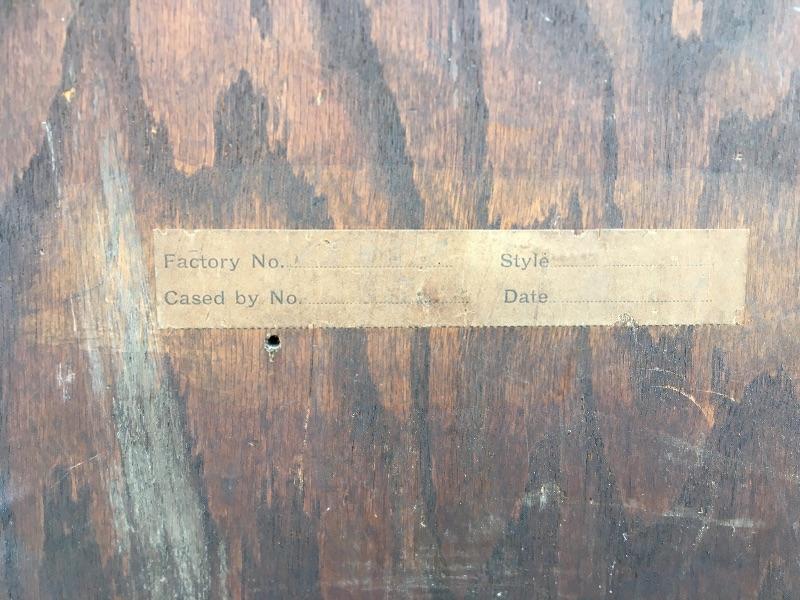 Factory No. Style
Cased by No. Date